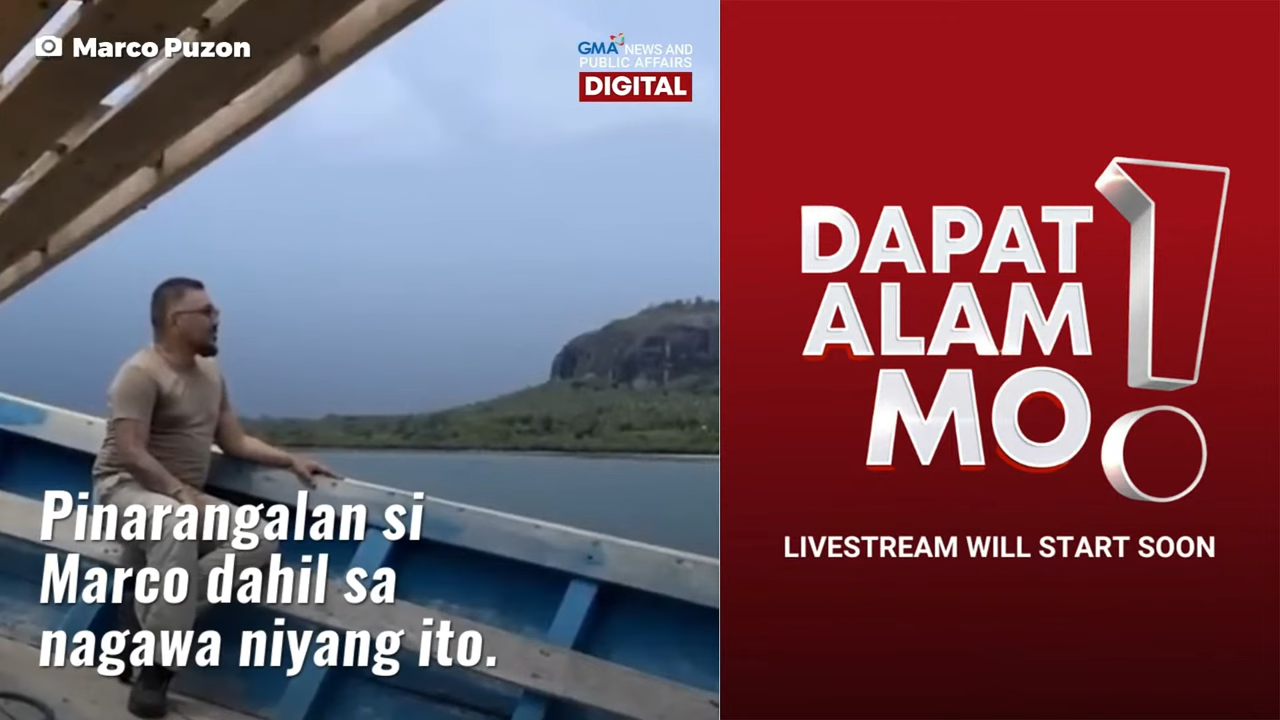 Marco Puzon
GMA NEWS AND
PUBLIC AFFAIRS
DIGITAL
Pinarangalan si
Marco dahil sa
nagawa niyang ito.
DAPAT
ALAM
MO!
LIVESTREAM WILL START SOON